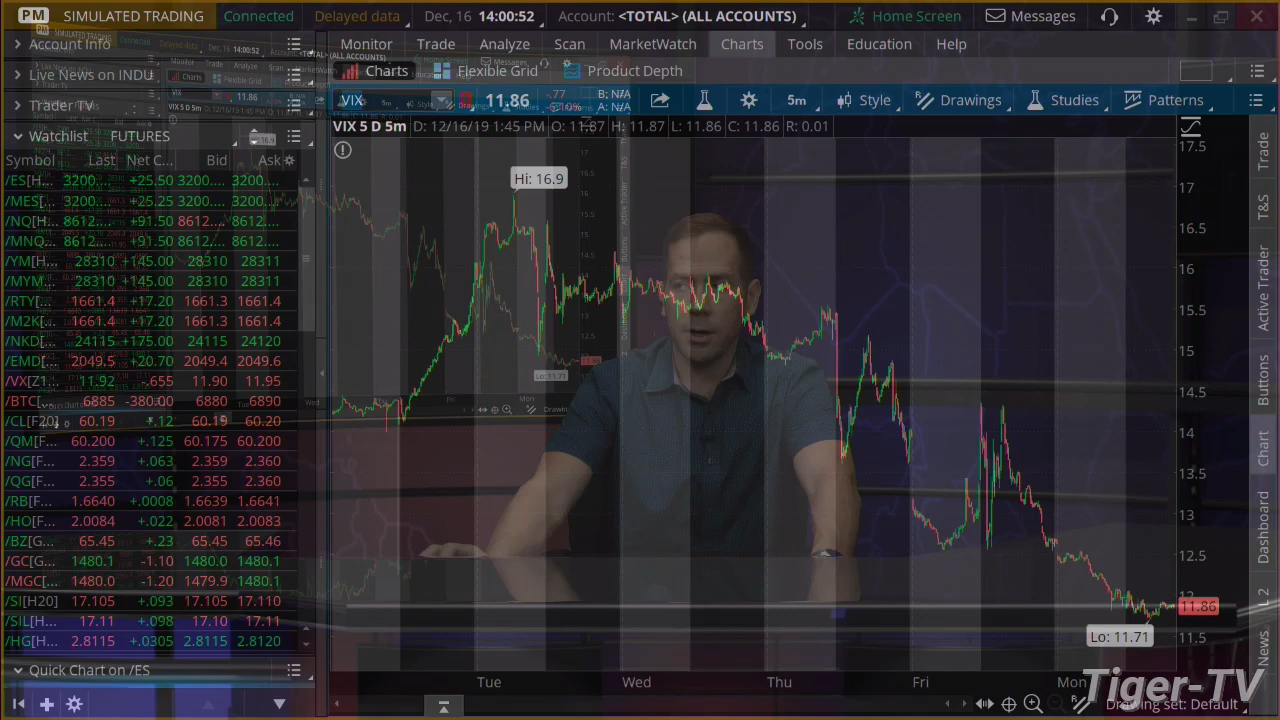 PM SIMULATED TRADING Connected Delayed data Dec, 16 14:00:52 Account: <TOTAL> (ALL ACCOUNTS) Home Screen Messages
Account Info
Live News on INDU
Trader TV
Watchlist FUTURES
Symbol Last Net C... Bid Ask
/ES[H... 3200.... +25.50 3200.... 3200....
/MES[... 3200.... +25.25 3200.... 3200....
/NQ[H... 8612.... +91.50 8612.... 8612....
/MNQ... 8612.... +91.50 8612.... 8612....
/YM[H... 28310 +145.00 28310 28311
/MYM... 28310 +145.00 28310 28311
/RTY[... 1661.4 +17.20 1661.3 1661.4
/M2K[... 1661.4 +17.20 1661.3 1661.4
/NKD[... 24115 +175.00 24115 24120
/EMD[... 2049.5 +20.70 2049.4 2049.6
/VX[Z1... 11.92 -.655 11.90 11.95
/BTC[... 6885 -380.00 6880 6890
/CL[F20] 60.19 +.12 60.19 60.20
/QM[F... 60.200 +.125 60.175 60.200
/NG[F... 2.359 +.063 2.359 2.360
/QG[F... 2.355 +.06 2.355 2.360
/RB[F... 1.6640 +.0008 1.6639 1.6641
/HO[F... 2.0084 +.022 2.0081 2.0083
/BZ[G... 65.45 +.23 65.45 65.46
/GC[G... 1480.1 -1.10 1480.0 1480.1
/MGC[... 1480.0 -1.20 1479.9 1480.1
/SI[H20] 17.105 +.093 17.105 17.110
/SIL[H... 17.11 +.098 17.10 17.11
/HG[H... 2.8115 +.0305 2.8115 2.8120
Quick Chart on /ES
Monitor Trade Analyze Scan MarketWatch Charts Tools Education Help
Charts Flexible Grid Product Depth
VIX 11.86 -.77 B: N/A A: N/A 5m Style Drawings Studies Patterns
VIX 5 D 5m D: 12/16/19 1:45 PM O: 11.87 H: 11.87 L: 11.86 C: 11.86 R: 0.01
Hi: 16.9
Lo: 11.71
17.5
17
16.5
16
15.5
15
14.5
14
13.5
13
12.5
12
11.86
11.5
Tue Wed Thu Fri Mon
Trade
T&S
Active Trader
Buttons
Chart
Dashboard
L 2
News.
Drawing set: Default
Tiger-TV